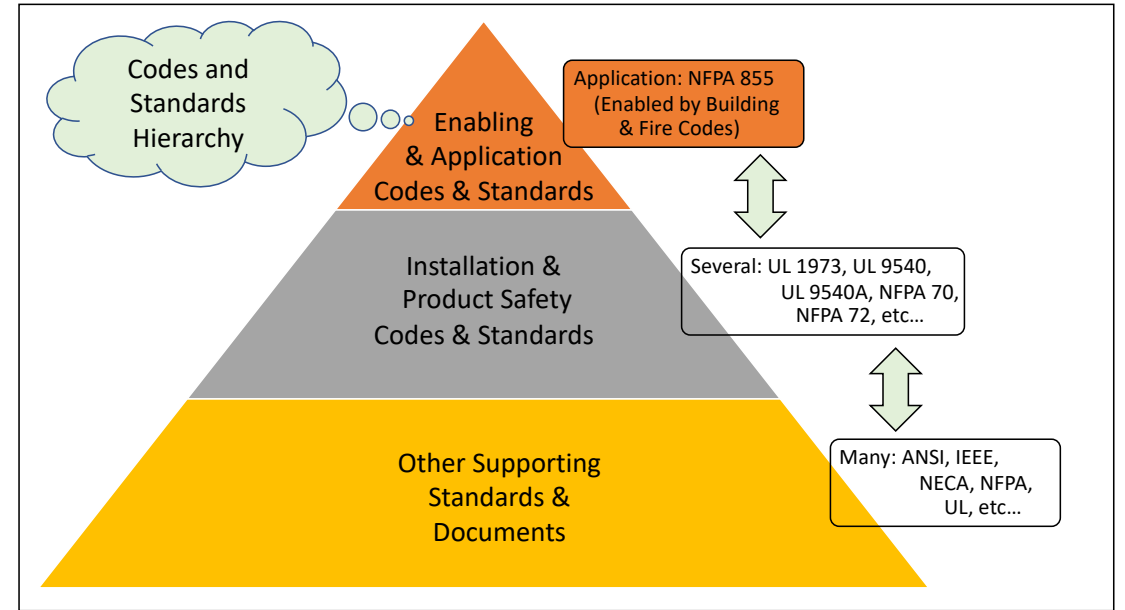 Codes and
Standards
Hierarchy
Enabling
& Application
Codes & Standards
Application: NFPA 855
(Enabled by Building
& Fire Codes)
Installation &
Product Safety
Codes & Standards
Several: UL 1973, UL 9540,
UL 9540A, NFPA 70,
NFPA 72, etc…
Other Supporting
Standards &
Documents
Many: ANSI, IEEE,
NECA, NFPA,
UL, etc…